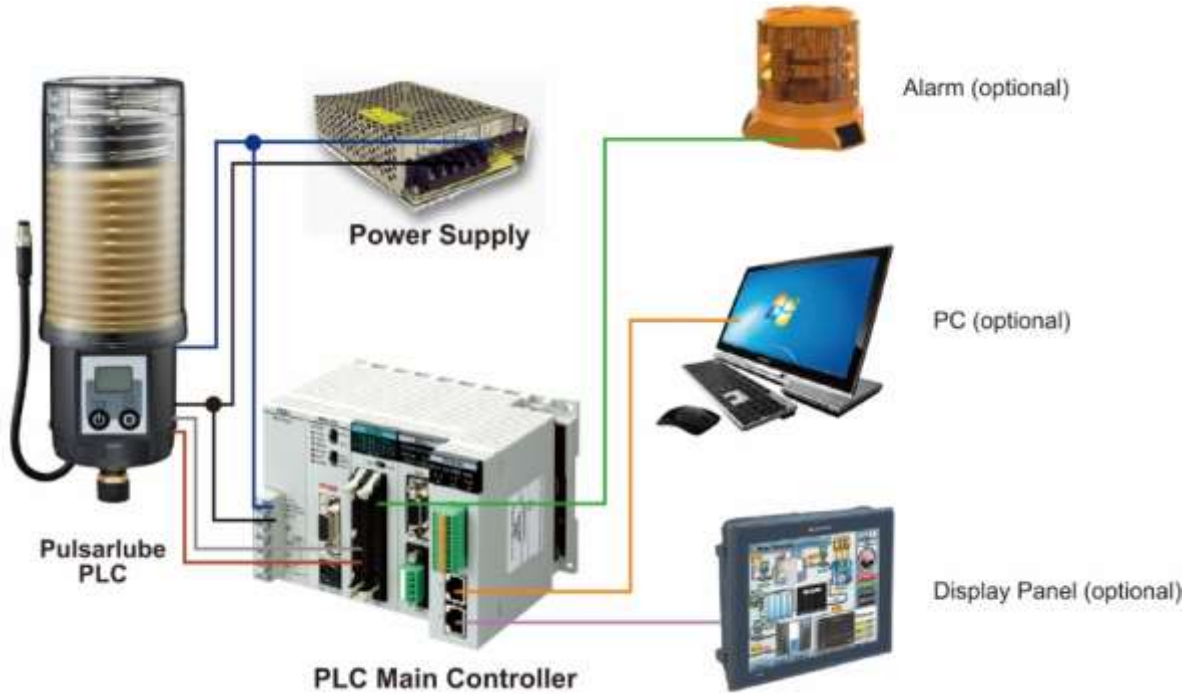 Alarm (optional)
Power Supply
PC (optional)
Pulsarlube
PLC
Display Panel (optional)
PLC Main Controller